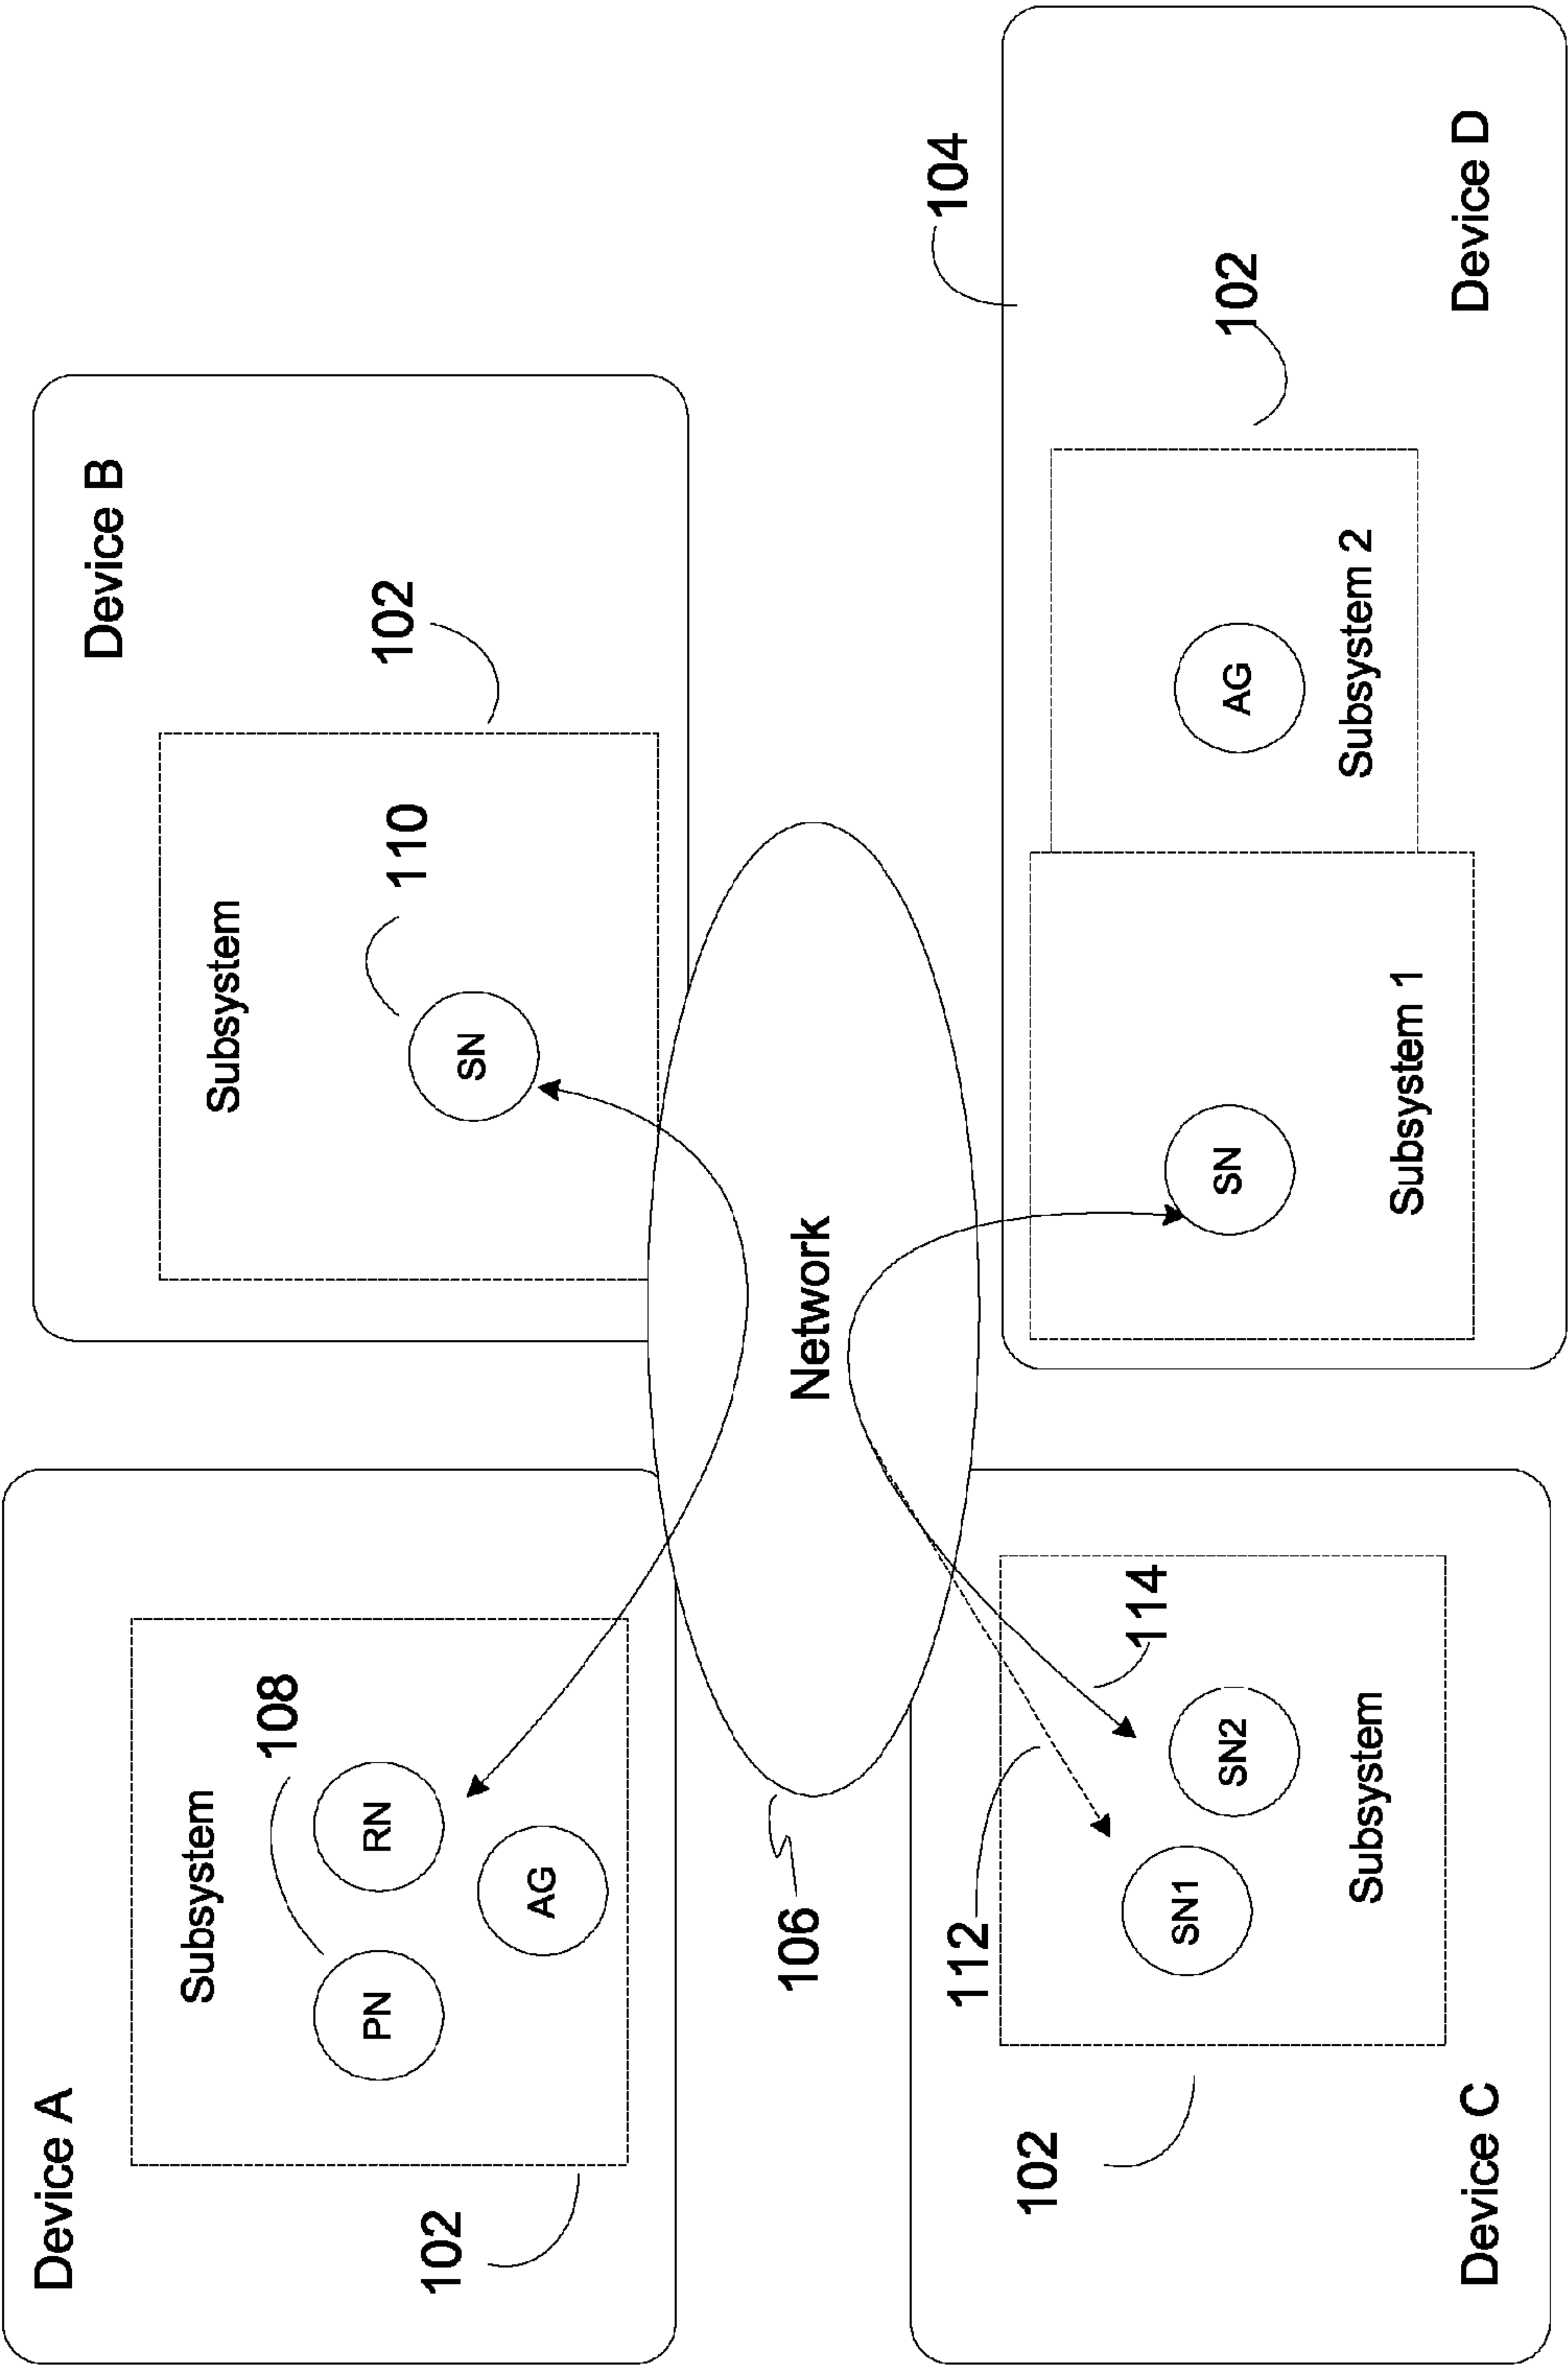 Device A
Subsystem
108
PN
RN
AG
102
Device B
Subsystem
110
SN
102
Network
106
112
114
SN1
SN2
Subsystem
102
Device C
104
102
SN
AG
Subsystem 1
Subsystem 2
Device D